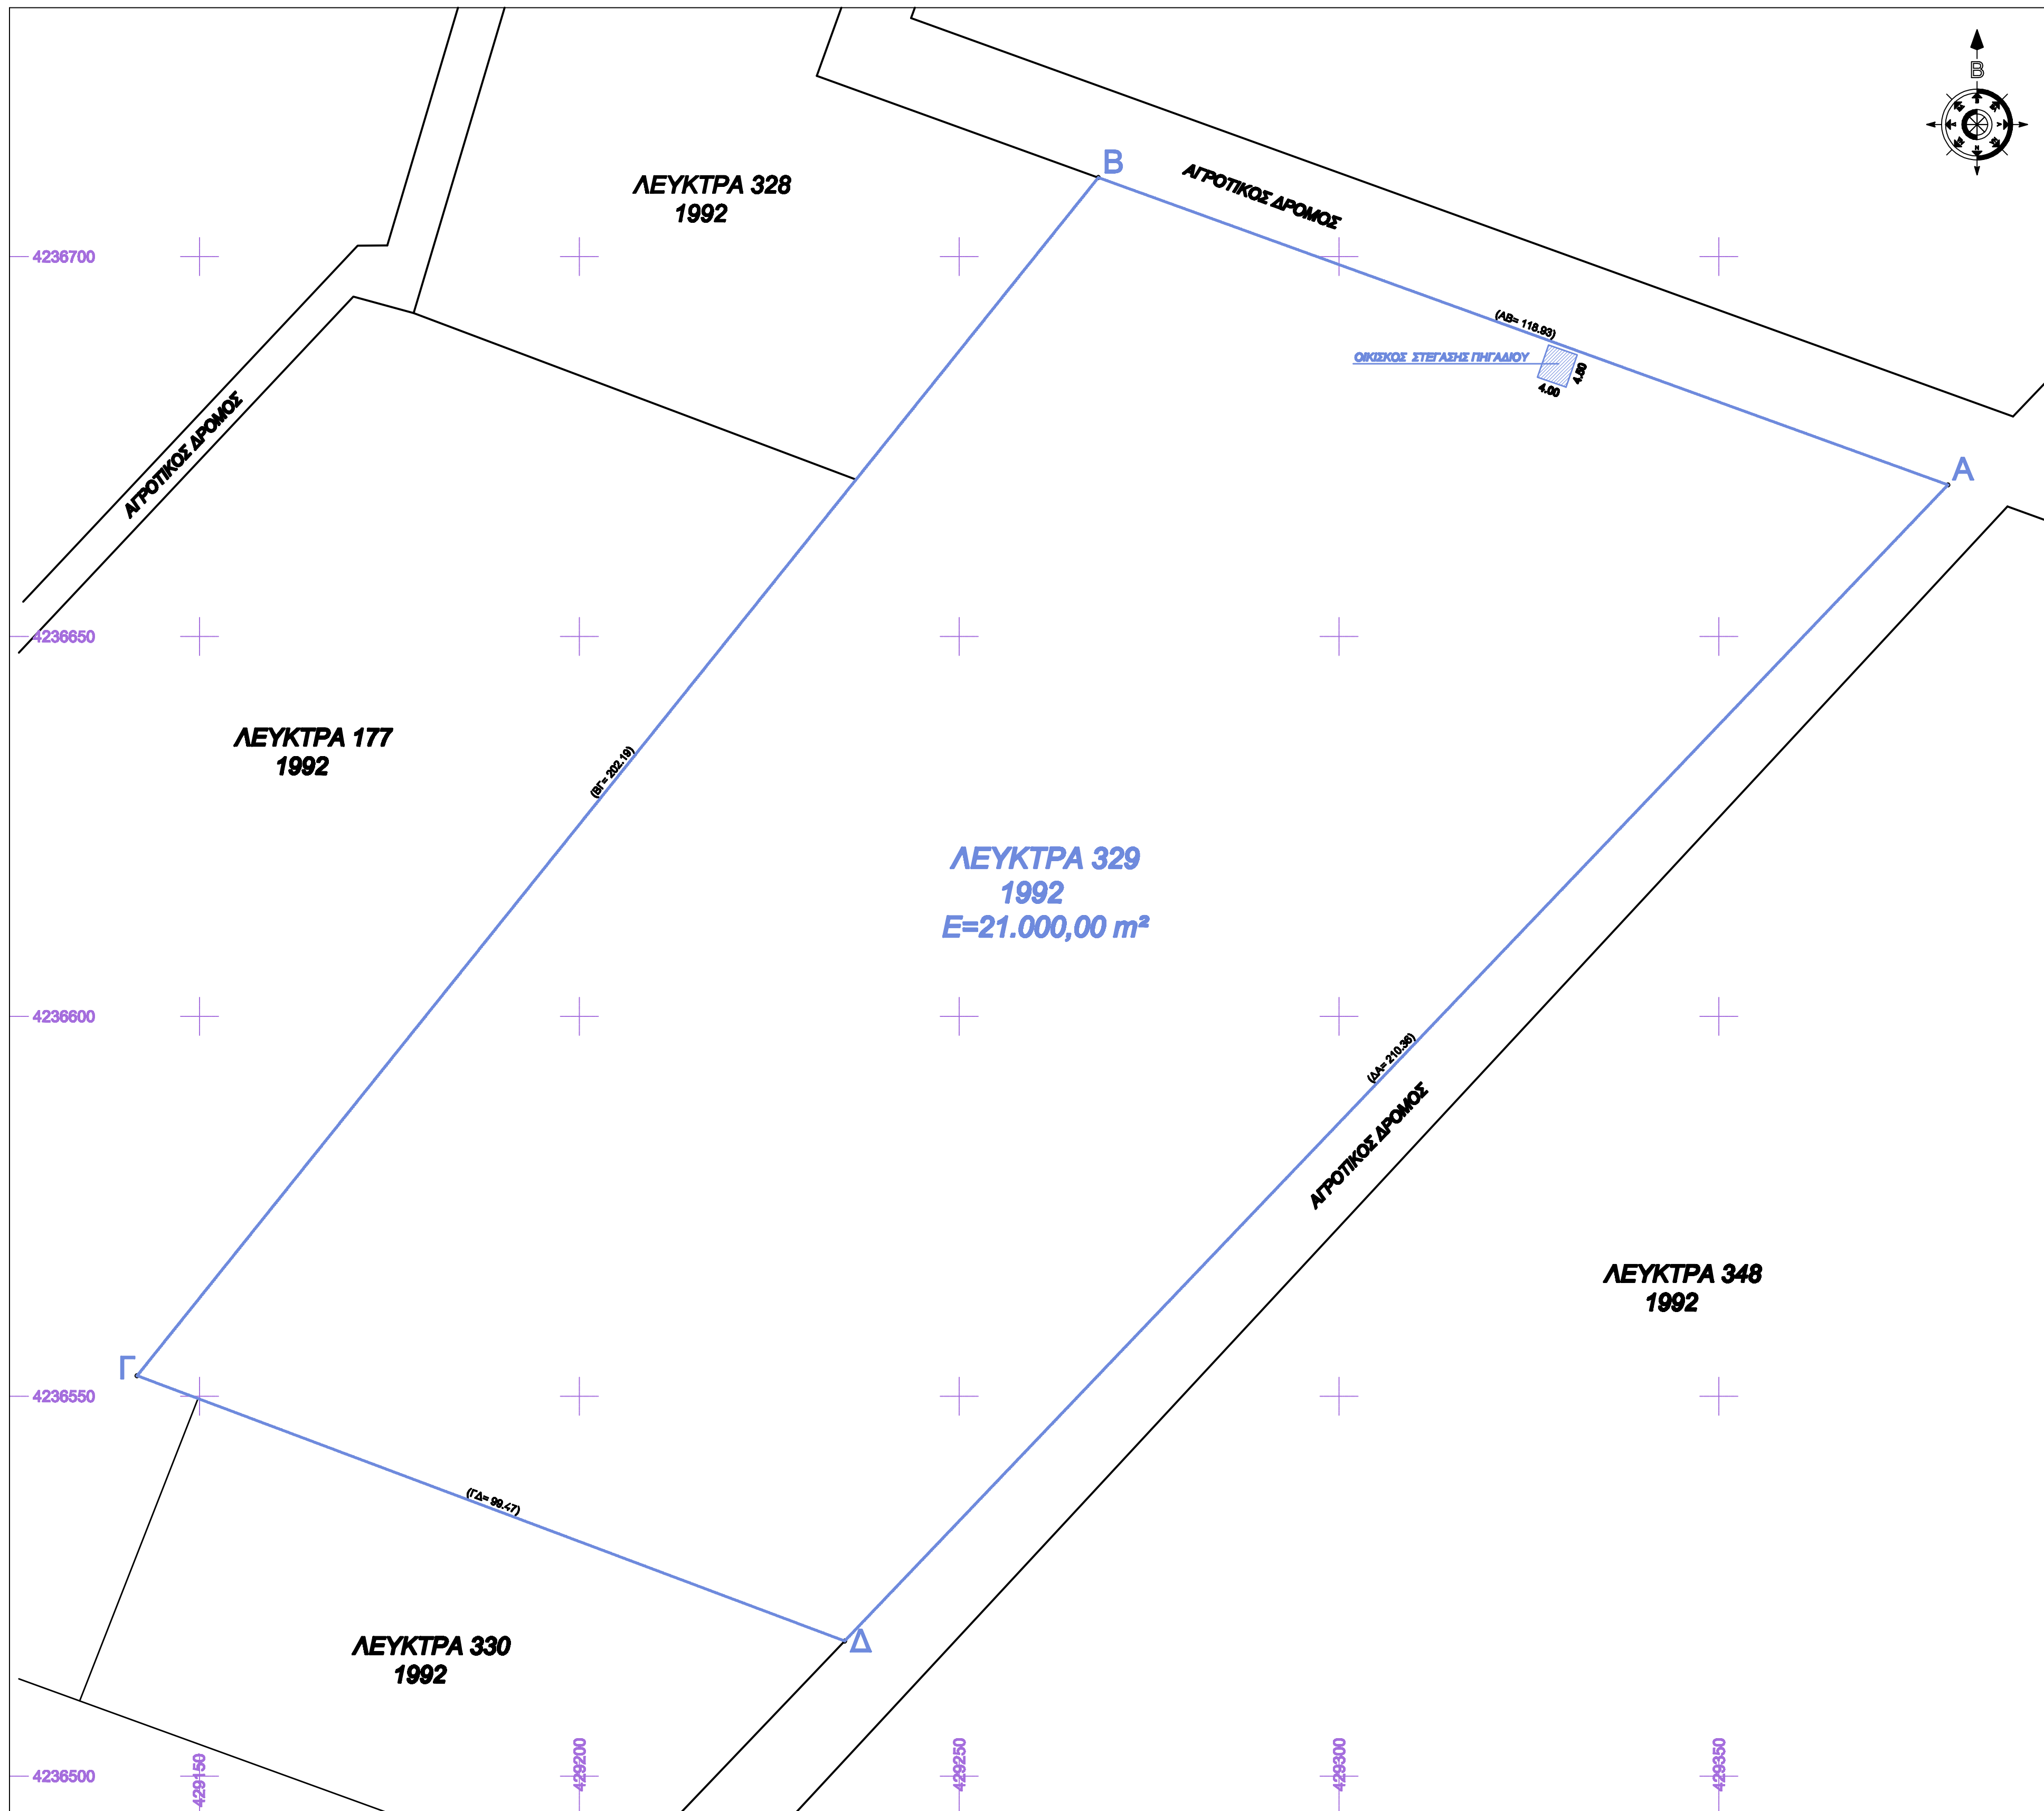 Β
ΑΓΡΟΤΙΚΟΣ ΔΡΟΜΟΣ
Β
ΛΕΥΚΤΡΑ 328
1992
4236700
(ΑΒ= 118.93)
ΟΙΚΙΣΚΟΣ ΣΤΕΓΑΣΗΣ ΠΗΓΑΔΙΟΥ
4.00
ΑΓΡΟΤΙΚΟΣ ΔΡΟΜΟΣ
Α
4236650
ΛΕΥΚΤΡΑ 177
1992
(ΒΓ= 202.19)
ΛΕΥΚΤΡΑ 329
1992
Ε=21.000,00 m²
4236600
(ΔΑ= 210.36)
ΑΓΡΟΤΙΚΟΣ ΔΡΟΜΟΣ
ΛΕΥΚΤΡΑ 348
1992
Γ
4236550
(ΓΔ= 99.47)
Δ
ΛΕΥΚΤΡΑ 330
1992
4236500
429150
429200
429250
429300
429350